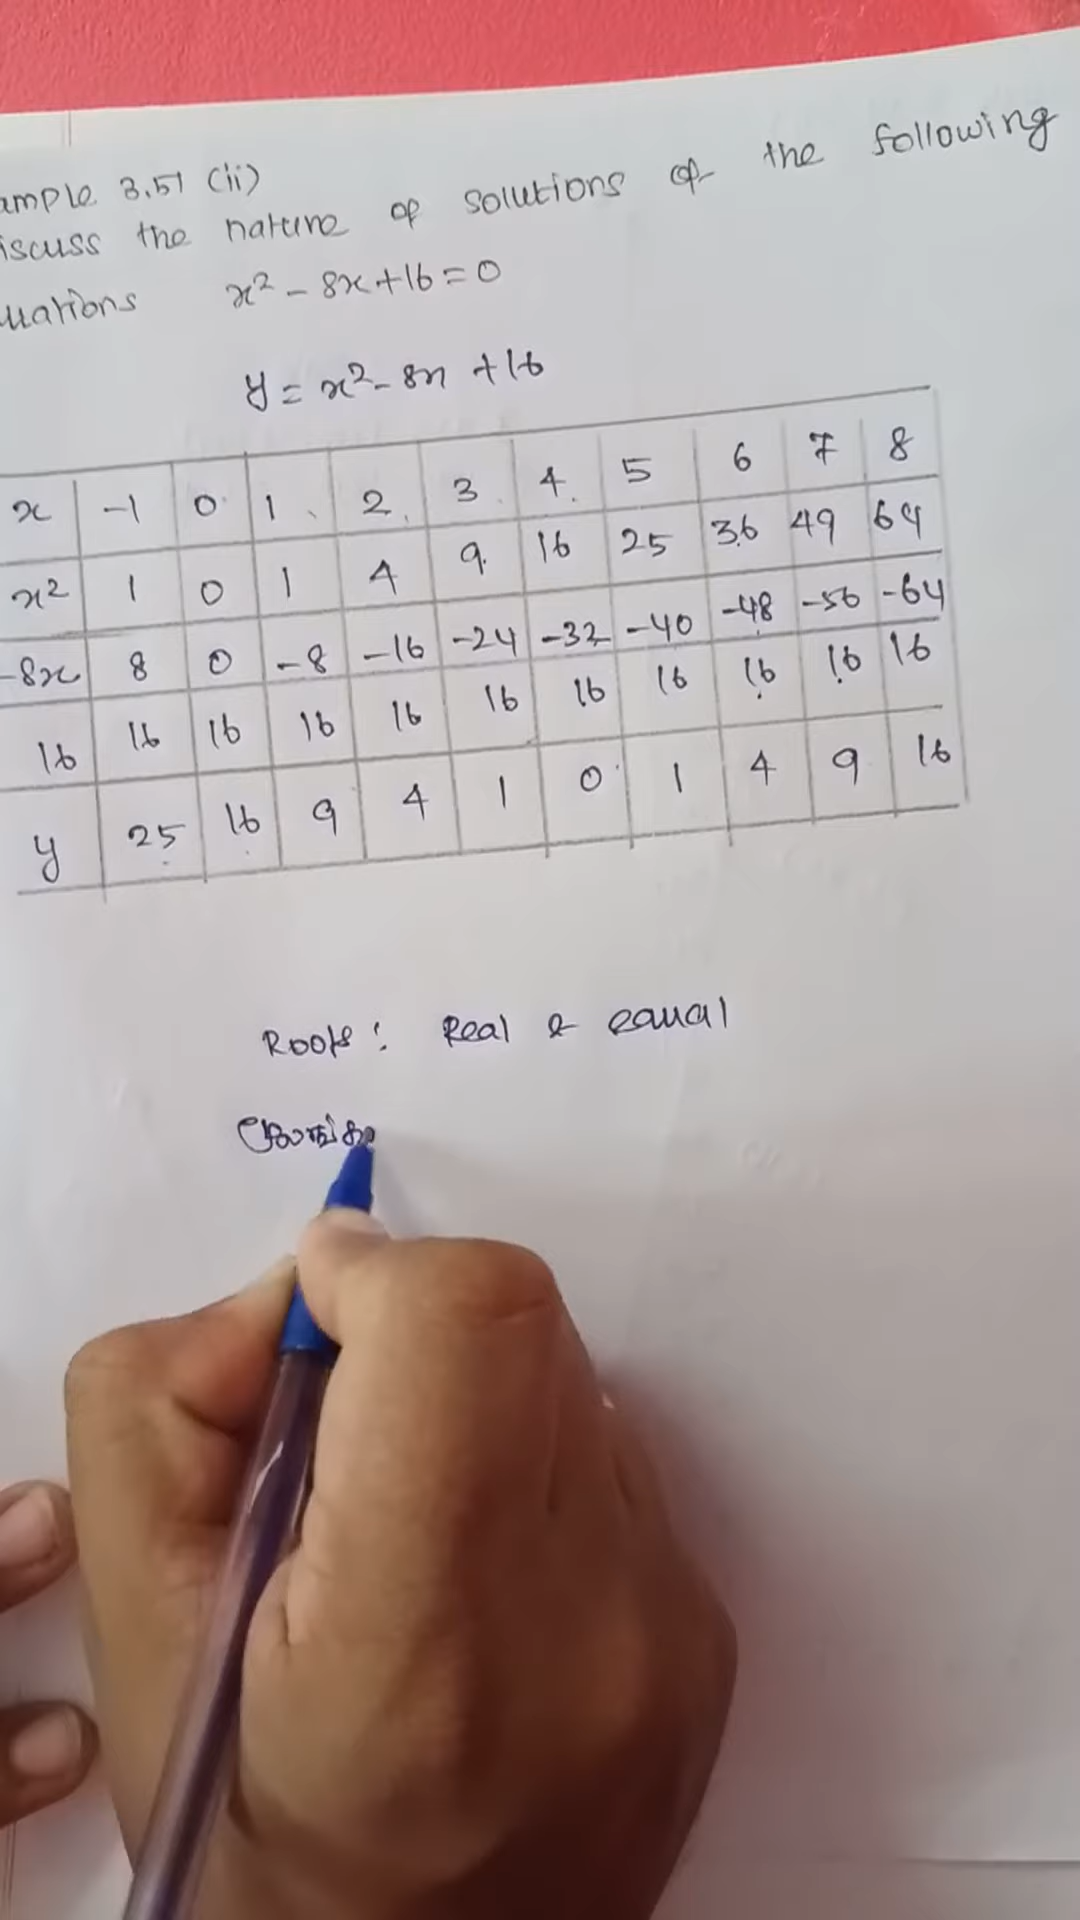 ample 3.51 (ii)
iscuss the nature of solutions of the following
uations x² - 8x + 16 = 0
y = x² - 8x + 16
x -1 0 1 2 3 4 5 6 7 8
x² 1 0 1 4 9 16 25 36 49 64
-8x 8 0 -8 -16 -24 -32 -40 -48 -56 -64
16 16 16 16 16 16 16 16 16 16 16
y 25 16 9 4 1 0 1 4 9 16
Roots : Real & equal